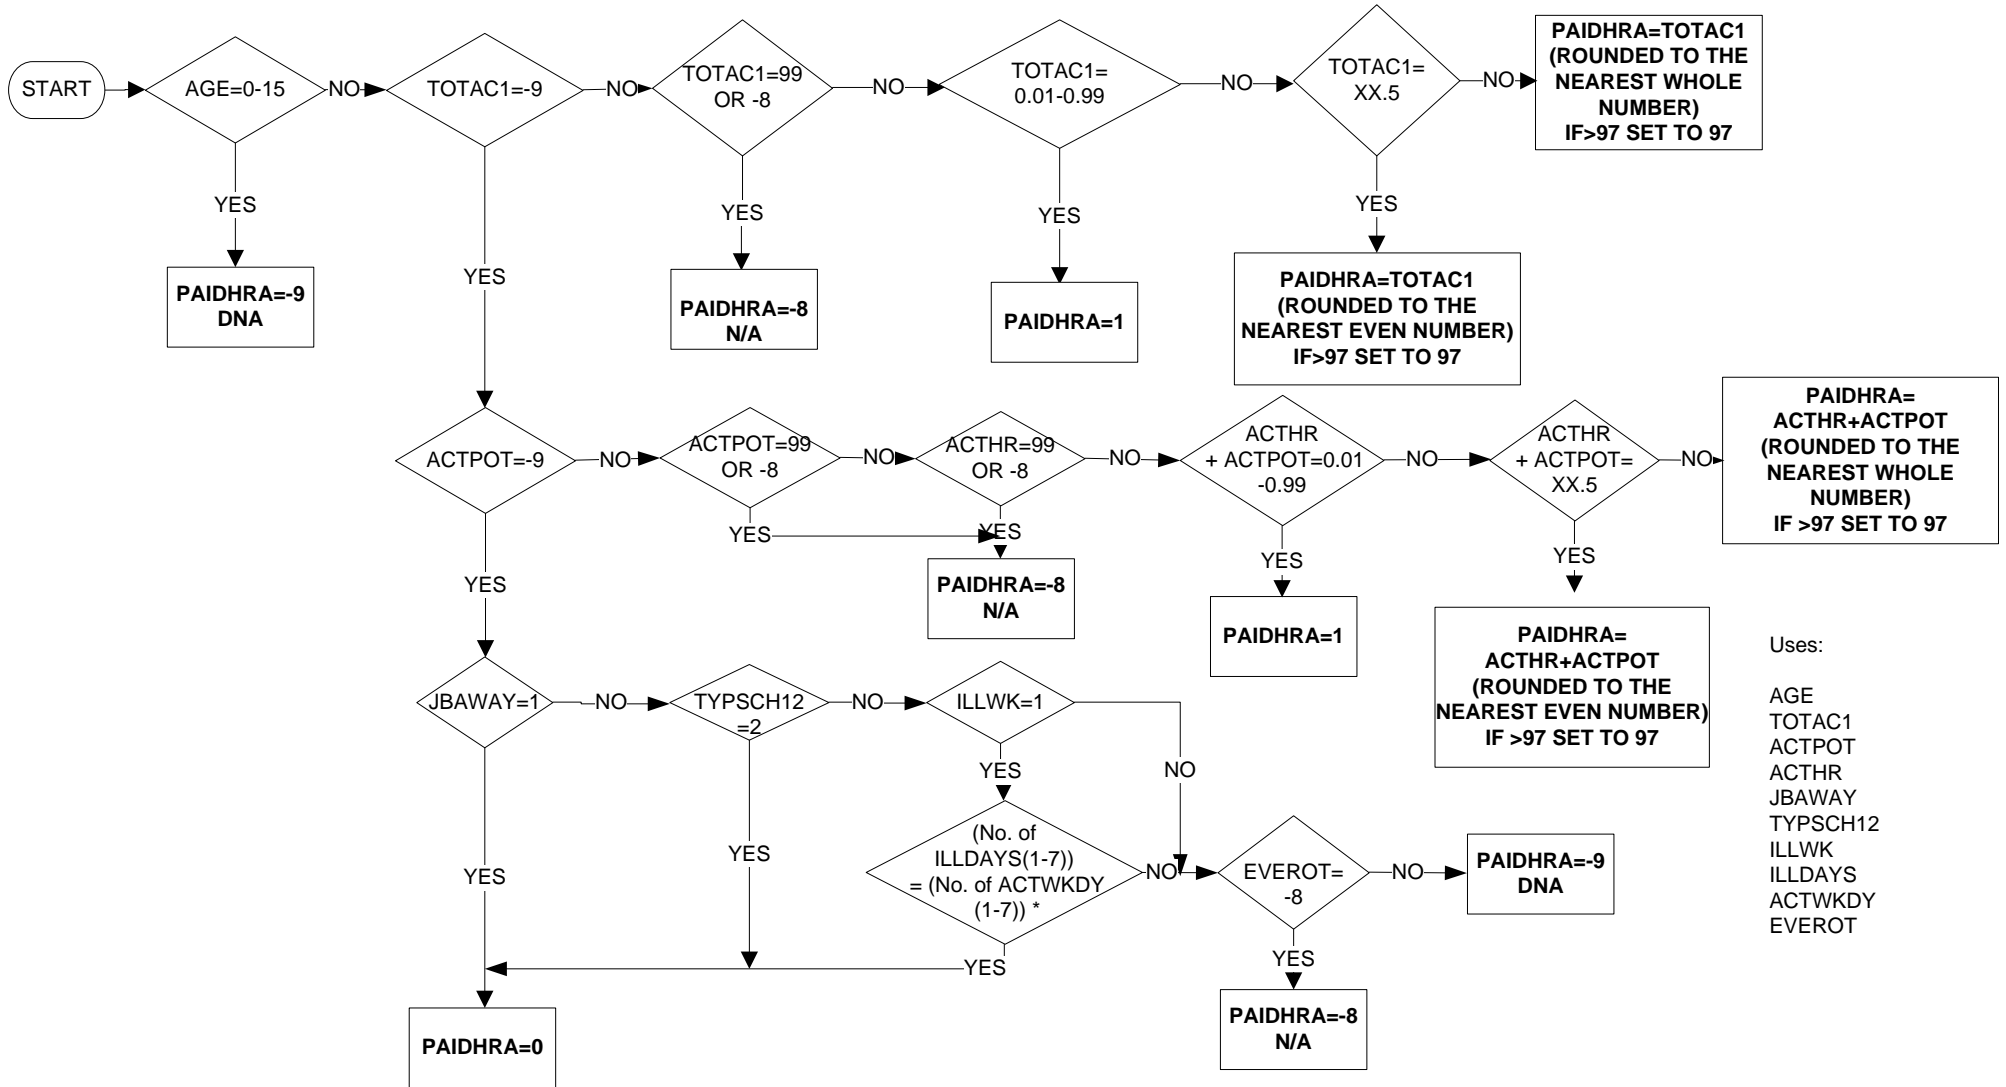 START
AGE=0-15
NO
TOTAC1=-9
NO
TOTAC1=99
OR -8
NO
TOTAC1=
0.01-0.99
NO
TOTAC1=
XX.5
NO
PAIDHRA=TOTAC1
(ROUNDED TO THE
NEAREST WHOLE
NUMBER)
IF>97 SET TO 97
YES
YES
YES
YES
YES
PAIDHRA=-9
DNA
PAIDHRA=-8
N/A
PAIDHRA=1
PAIDHRA=TOTAC1
(ROUNDED TO THE
NEAREST EVEN NUMBER)
IF>97 SET TO 97
ACTPOT=-9
NO
ACTPOT=99
OR -8
NO
ACTHR=99
OR -8
NO
ACTHR
+ ACTPOT=0.01
-0.99
NO
ACTHR
+ ACTPOT=
XX.5
NO
PAIDHRA=
ACTHR+ACTPOT
(ROUNDED TO THE
NEAREST WHOLE
NUMBER)
IF >97 SET TO 97
YES
YES
YES
YES
YES
PAIDHRA=-8
N/A
PAIDHRA=1
PAIDHRA=
ACTHR+ACTPOT
(ROUNDED TO THE
NEAREST EVEN NUMBER)
IF >97 SET TO 97
JBAWAY=1
NO
TYPSCH12
=2
NO
ILLWK=1
NO
YES
YES
YES
(No. of
ILLDAYS(1-7))
= (No. of ACTWKDY
(1-7)) *
NO
EVEROT=
-8
NO
PAIDHRA=-9
DNA
YES
YES
PAIDHRA=0
PAIDHRA=-8
N/A
Uses:
AGE
TOTAC1
ACTPOT
ACTHR
JBAWAY
TYPSCH12
ILLWK
ILLDAYS
ACTWKDY
EVEROT